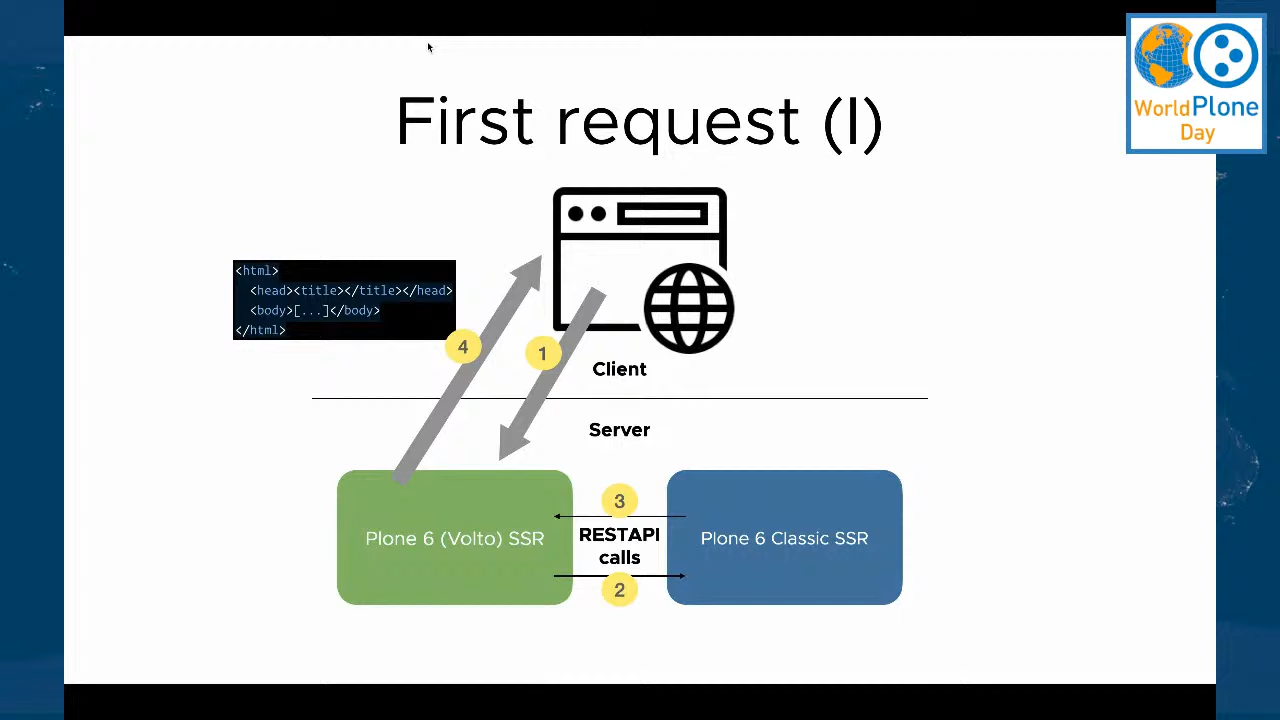 First request (I)
World Plone
Day
<html>
<head><title></title></head>
<body>[...]</body>
</html>
4
1
Client
Server
3
Plone 6 (Volto) SSR
RESTAPI
calls
Plone 6 Classic SSR
2